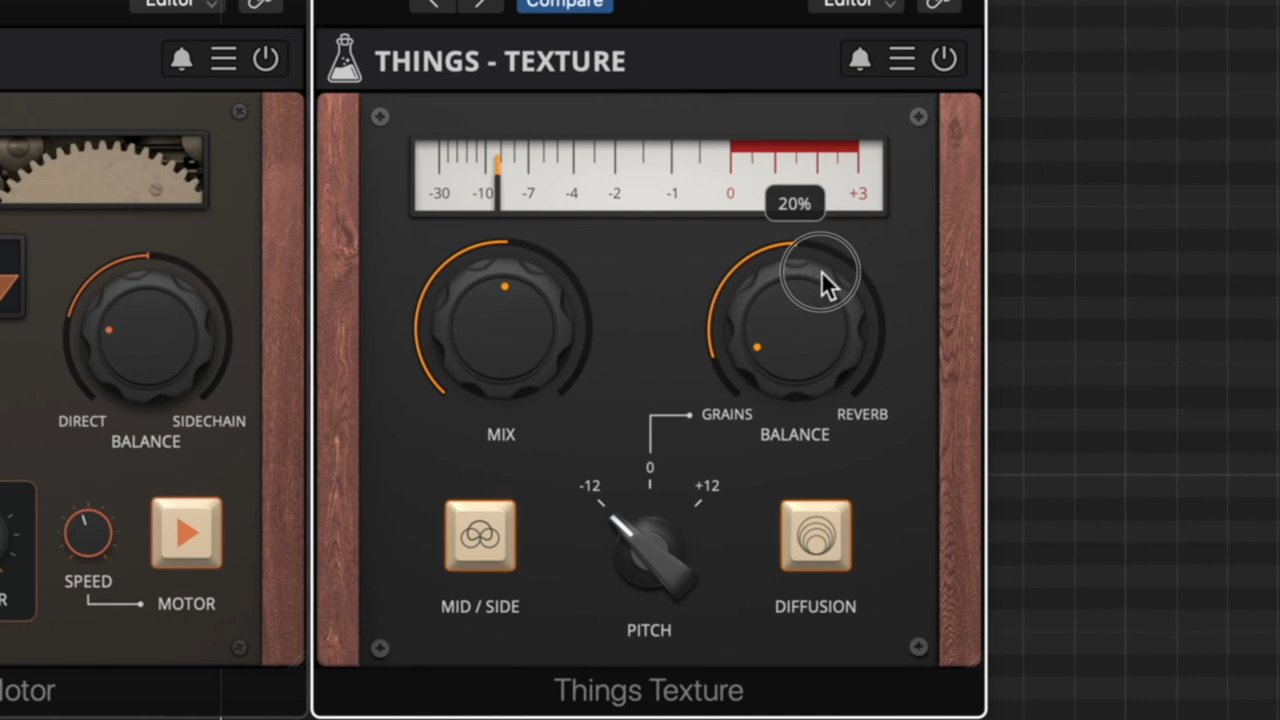 Editor
Compare
Editor
THINGS - TEXTURE
-30 -10 -7 -4 -2 -1 0 +3
20%
DIRECT SIDECHAIN
BALANCE
MIX
GRAINS REVERB
BALANCE
-12 0 +12
SPEED
MOTOR
MID / SIDE
PITCH
DIFFUSION
Things Texture